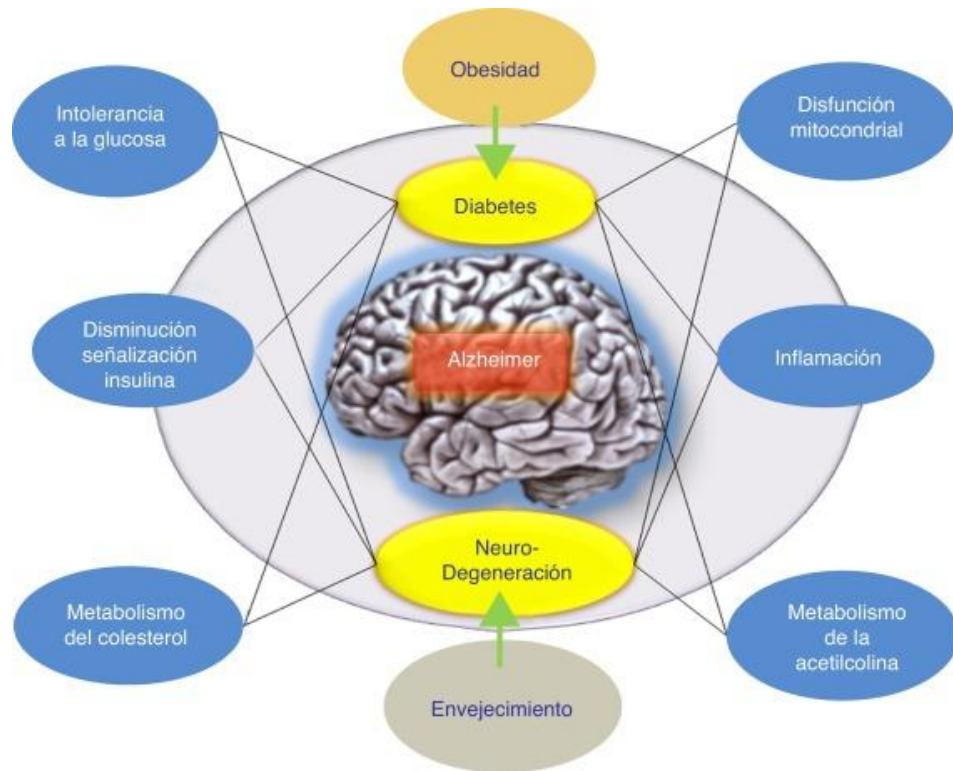 Obesidad
Intolerancia
a la glucosa
Disfunción
mitocondrial
Diabetes
Disminución
señalización
insulina
Alzheimer
Inflamación
Neuro-
Degeneración
Metabolismo
del colesterol
Metabolismo
de la
acetilcolina
Envejecimiento